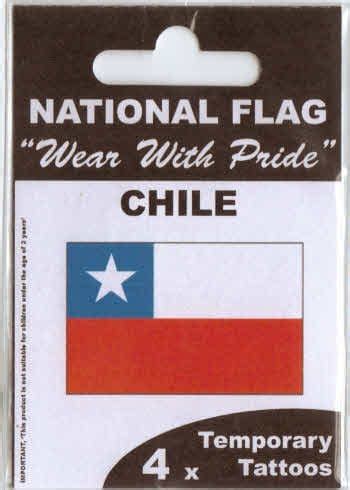 NATIONAL FLAG
"Wear With Pride"
CHILE
IMPORTANT, 'This product is not suitable for children under the age of 3 years'
4 x Temporary
Tattoos